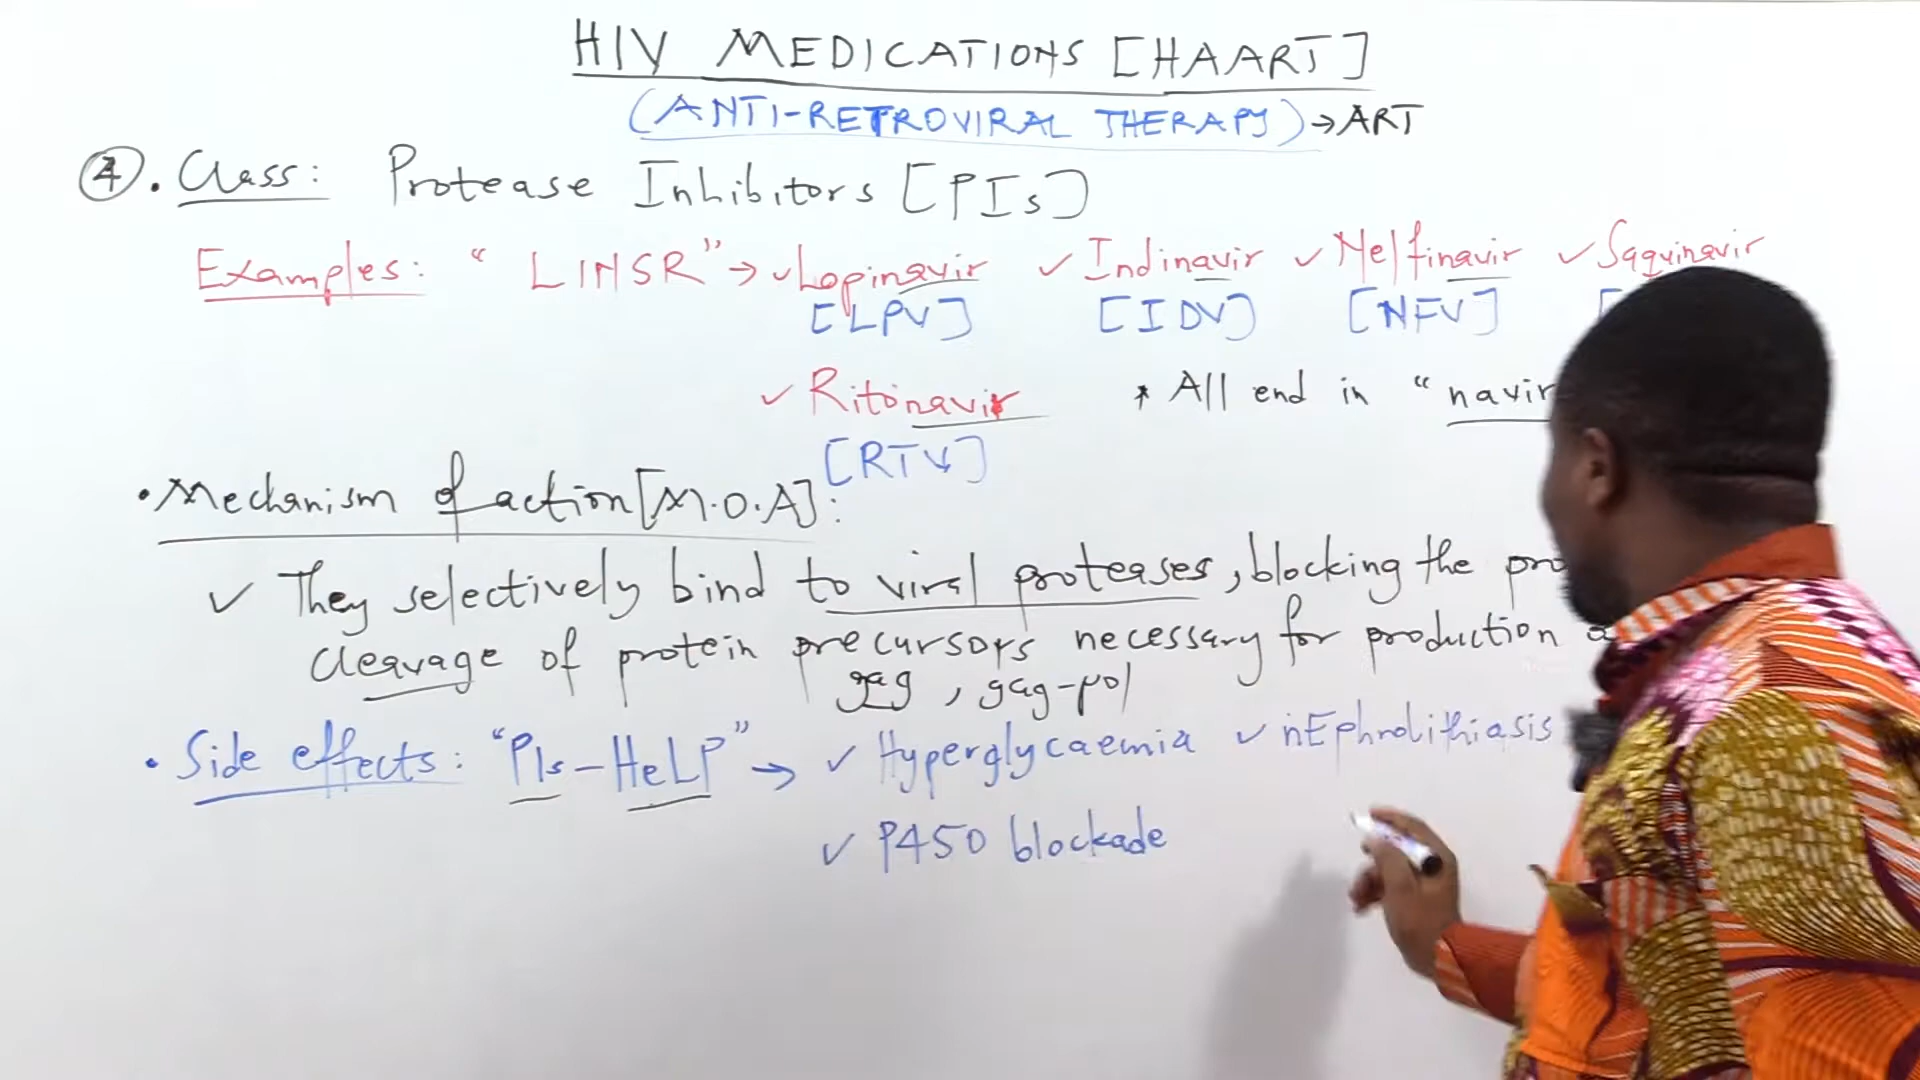 HIV MEDICATIONS [HAART]
(ANTI-RETROVIRAL THERAPY) → ART
4. Class: Protease Inhibitors [PIs]
Examples: "LINSR" → ✓ Lopinavir ✓ Indinavir ✓ Nelfinavir ✓ Saquinavir
[LPV] [IDV] [NFV] [
✓ Ritonavir * All end in "navir
[RTV]
• Mechanism of action [M.O.A]:
✓ They selectively bind to viral proteases, blocking the
cleavage of protein precursors necessary for production
gag, gag-pol
• Side effects: "PIs-HeLP" → ✓ Hyperglycaemia ✓ nEphrolithiasis
✓ P450 blockade